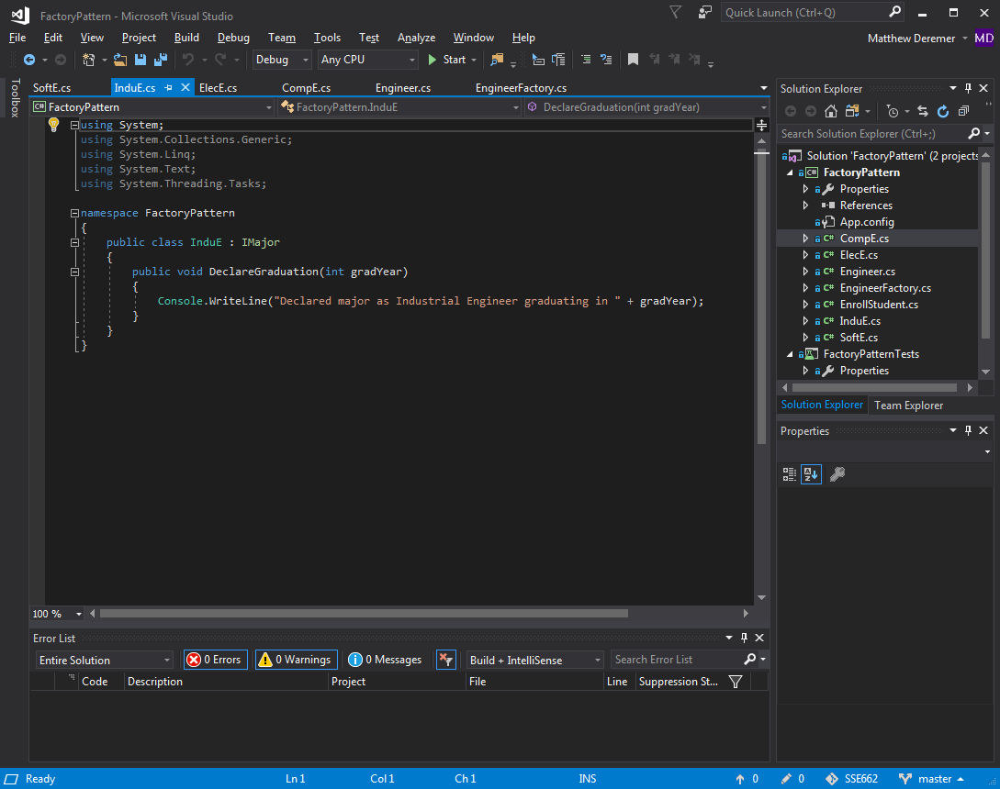 FactoryPattern - Microsoft Visual Studio
Quick Launch (Ctrl+Q)
File Edit View Project Build Debug Team Tools Test Analyze Window Help
Matthew Deremer MD
Debug Any CPU Start
Toolbox
SoftE.cs InduE.cs ElecE.cs CompE.cs Engineer.cs EngineerFactory.cs
C# FactoryPattern FactoryPattern.InduE DeclareGraduation(int gradYear)
using System;
using System.Collections.Generic;
using System.Linq;
using System.Text;
using System.Threading.Tasks;
namespace FactoryPattern
{
public class InduE : IMajor
{
public void DeclareGraduation(int gradYear)
{
Console.WriteLine("Declared major as Industrial Engineer graduating in " + gradYear);
}
}
}
100 %
Solution Explorer
Search Solution Explorer (Ctrl+;)
Solution 'FactoryPattern' (2 projects
C# FactoryPattern
Properties
References
App.config
C# CompE.cs
C# ElecE.cs
C# Engineer.cs
C# EngineerFactory.cs
C# EnrollStudent.cs
C# InduE.cs
C# SoftE.cs
FactoryPatternTests
Properties
Solution Explorer Team Explorer
Properties
A Z
Error List
Entire Solution 0 Errors 0 Warnings 0 Messages Build + IntelliSense Search Error List
Code Description Project File Line Suppression St...
Ready Ln 1 Col 1 Ch 1 INS 0 0 SSE662 master